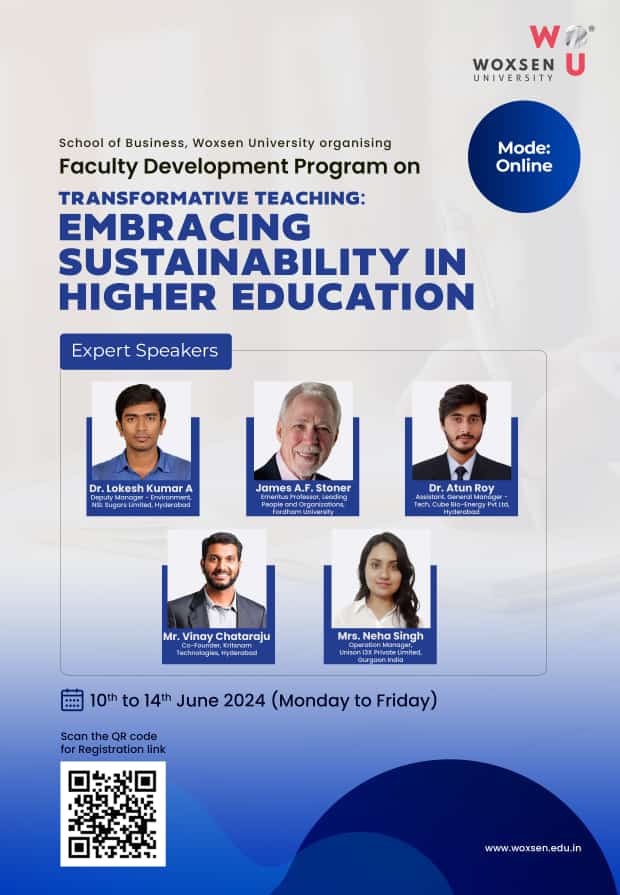 W U®
WOXSEN
UNIVERSITY
Mode:
Online
School of Business, Woxsen University organising
Faculty Development Program on
TRANSFORMATIVE TEACHING:
EMBRACING
SUSTAINABILITY IN
HIGHER EDUCATION
Expert Speakers
Dr. Lokesh Kumar A
Deputy Manager - Environment,
NSL Sugars Limited, Hyderabad
James A.F. Stoner
Emeritus Professor, Leading
People and Organizations,
Fordham University
Dr. Atun Roy
Assistant. General Manager -
Tech, Cube Bio-Energy Pvt Ltd,
Hyderabad
Mr. Vinay Chataraju
Co-Founder, Kritsnam
Technologies, Hyderabad
Mrs. Neha Singh
Operation Manager,
Unison I3X Private Limited,
Gurgaon India
10th to 14th June 2024 (Monday to Friday)
Scan the QR code
for Registration link
www.woxsen.edu.in